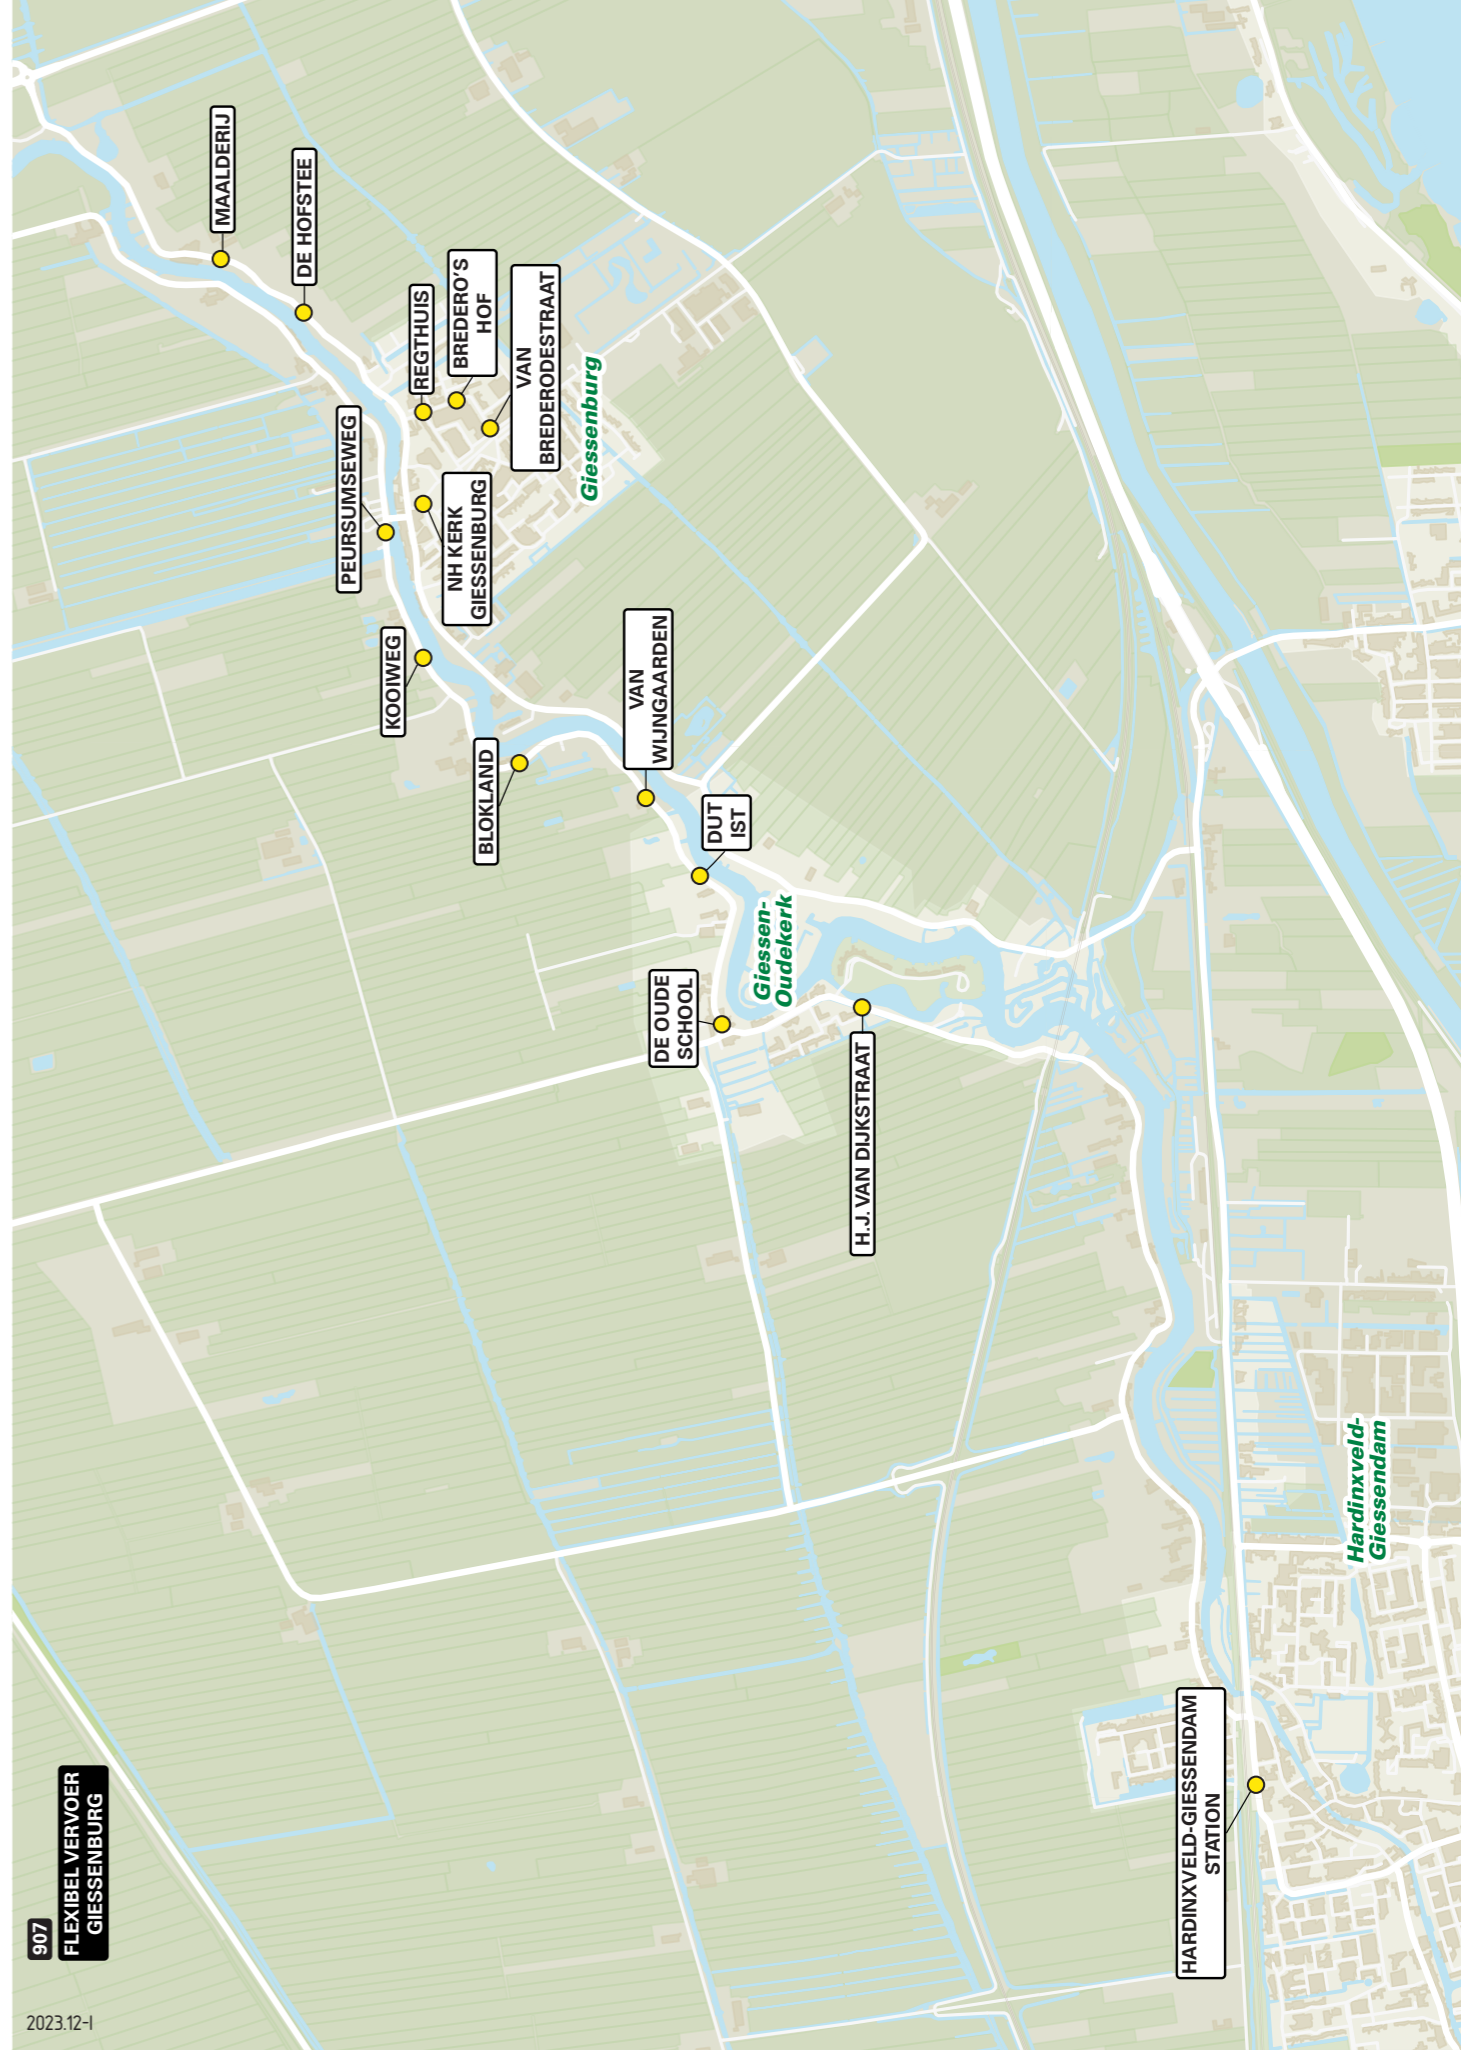 907
FLEXIBEL VERVOER
GIESSENBURG
MAALDERIJ
DE HOFSTEE
REGTHUIS
BREDERO'S
HOF
VAN
BREDERODESTRAAT
PEURSUMSEWEG
NH KERK
GIESSENBURG
Giessenburg
KOOIWEG
BLOKLAND
VAN
WIJNGAARDEN
DUT
IST
Giessen-
Oudekerk
DE OUDE
SCHOOL
H.J. VAN DIJKSTRAAT
Hardinxveld-
Giessendam
HARDINXVELD-GIESSENDAM
STATION
2023.12-I